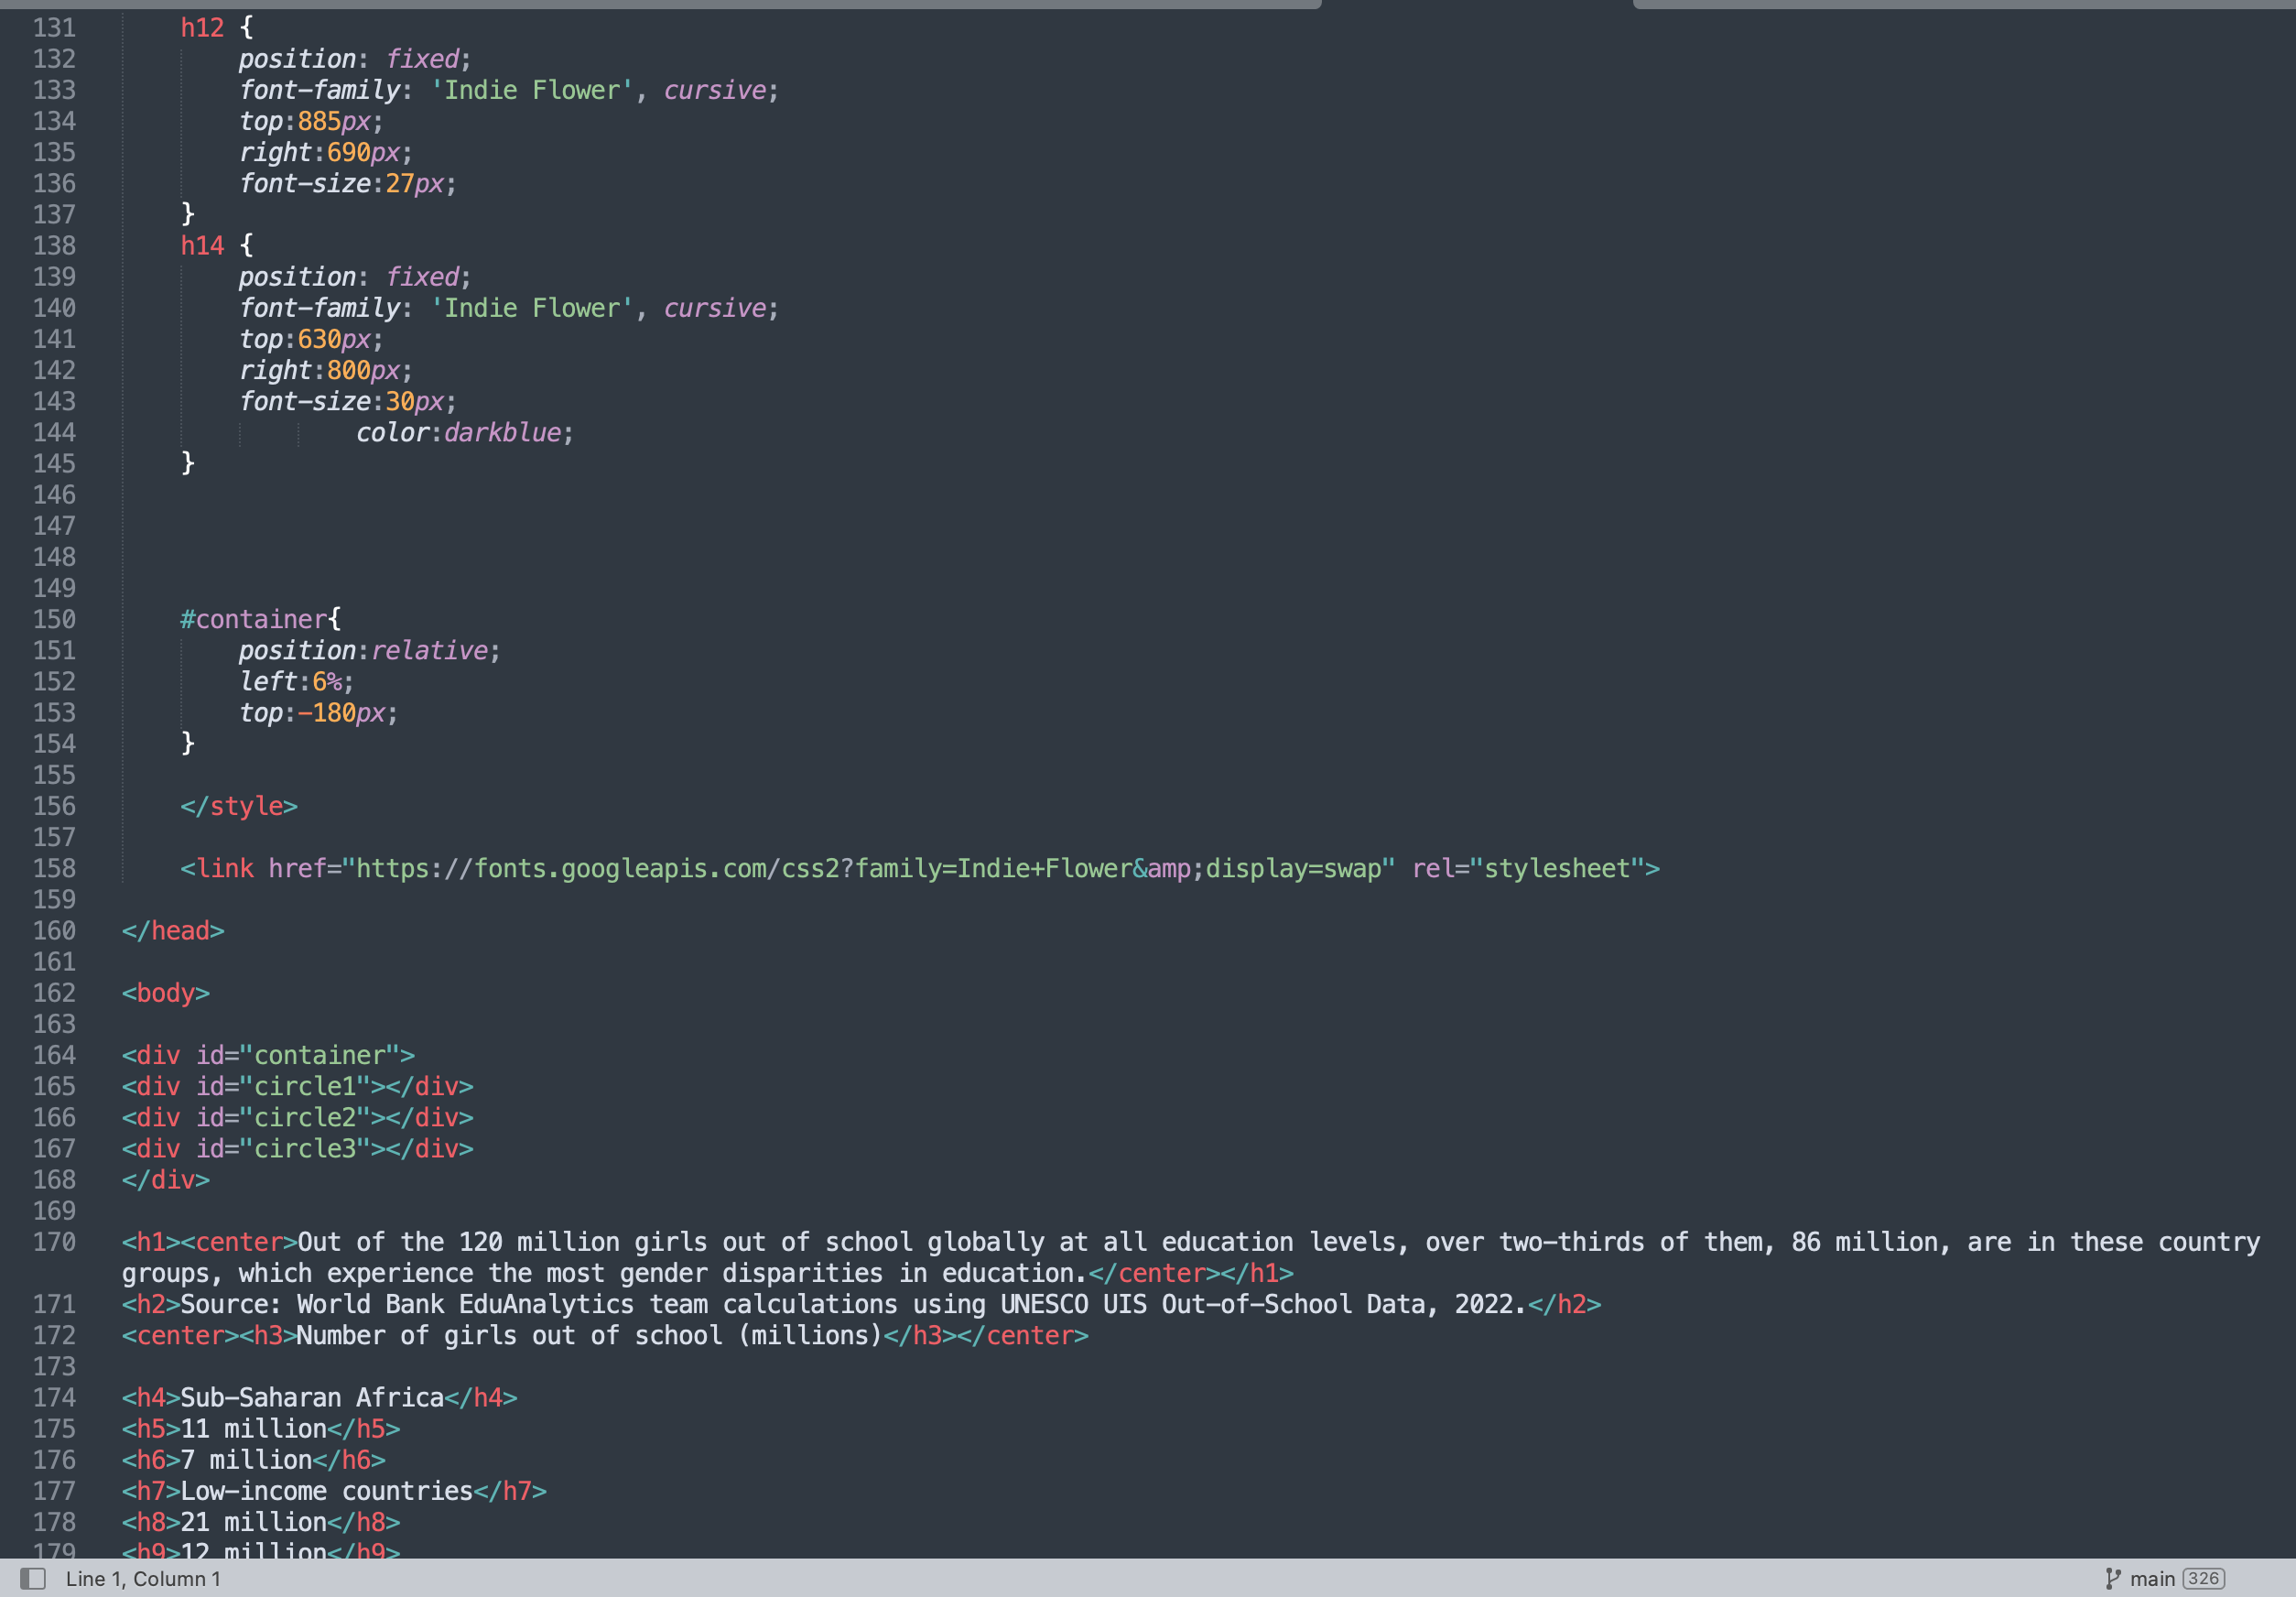 131 h12 {
132 position: fixed;
133 font-family: 'Indie Flower', cursive;
134 top:885px;
135 right:690px;
136 font-size:27px;
137 }
138 h14 {
139 position: fixed;
140 font-family: 'Indie Flower', cursive;
141 top:630px;
142 right:800px;
143 font-size:30px;
144 color:darkblue;
145 }
146
147
148
149
150 #container{
151 position:relative;
152 left:6%;
153 top:-180px;
154 }
155
156 </style>
157
158 <link href="https://fonts.googleapis.com/css2?family=Indie+Flower&amp;display=swap" rel="stylesheet">
159
160 </head>
161
162 <body>
163
164 <div id="container">
165 <div id="circle1"></div>
166 <div id="circle2"></div>
167 <div id="circle3"></div>
168 </div>
169
170 <h1><center>Out of the 120 million girls out of school globally at all education levels, over two-thirds of them, 86 million, are in these country
groups, which experience the most gender disparities in education.</center></h1>
171 <h2>Source: World Bank EduAnalytics team calculations using UNESCO UIS Out-of-School Data, 2022.</h2>
172 <center><h3>Number of girls out of school (millions)</h3></center>
173
174 <h4>Sub-Saharan Africa</h4>
175 <h5>11 million</h5>
176 <h6>7 million</h6>
177 <h7>Low-income countries</h7>
178 <h8>21 million</h8>
179 <h9>12 million</h9>
Line 1, Column 1
main 326